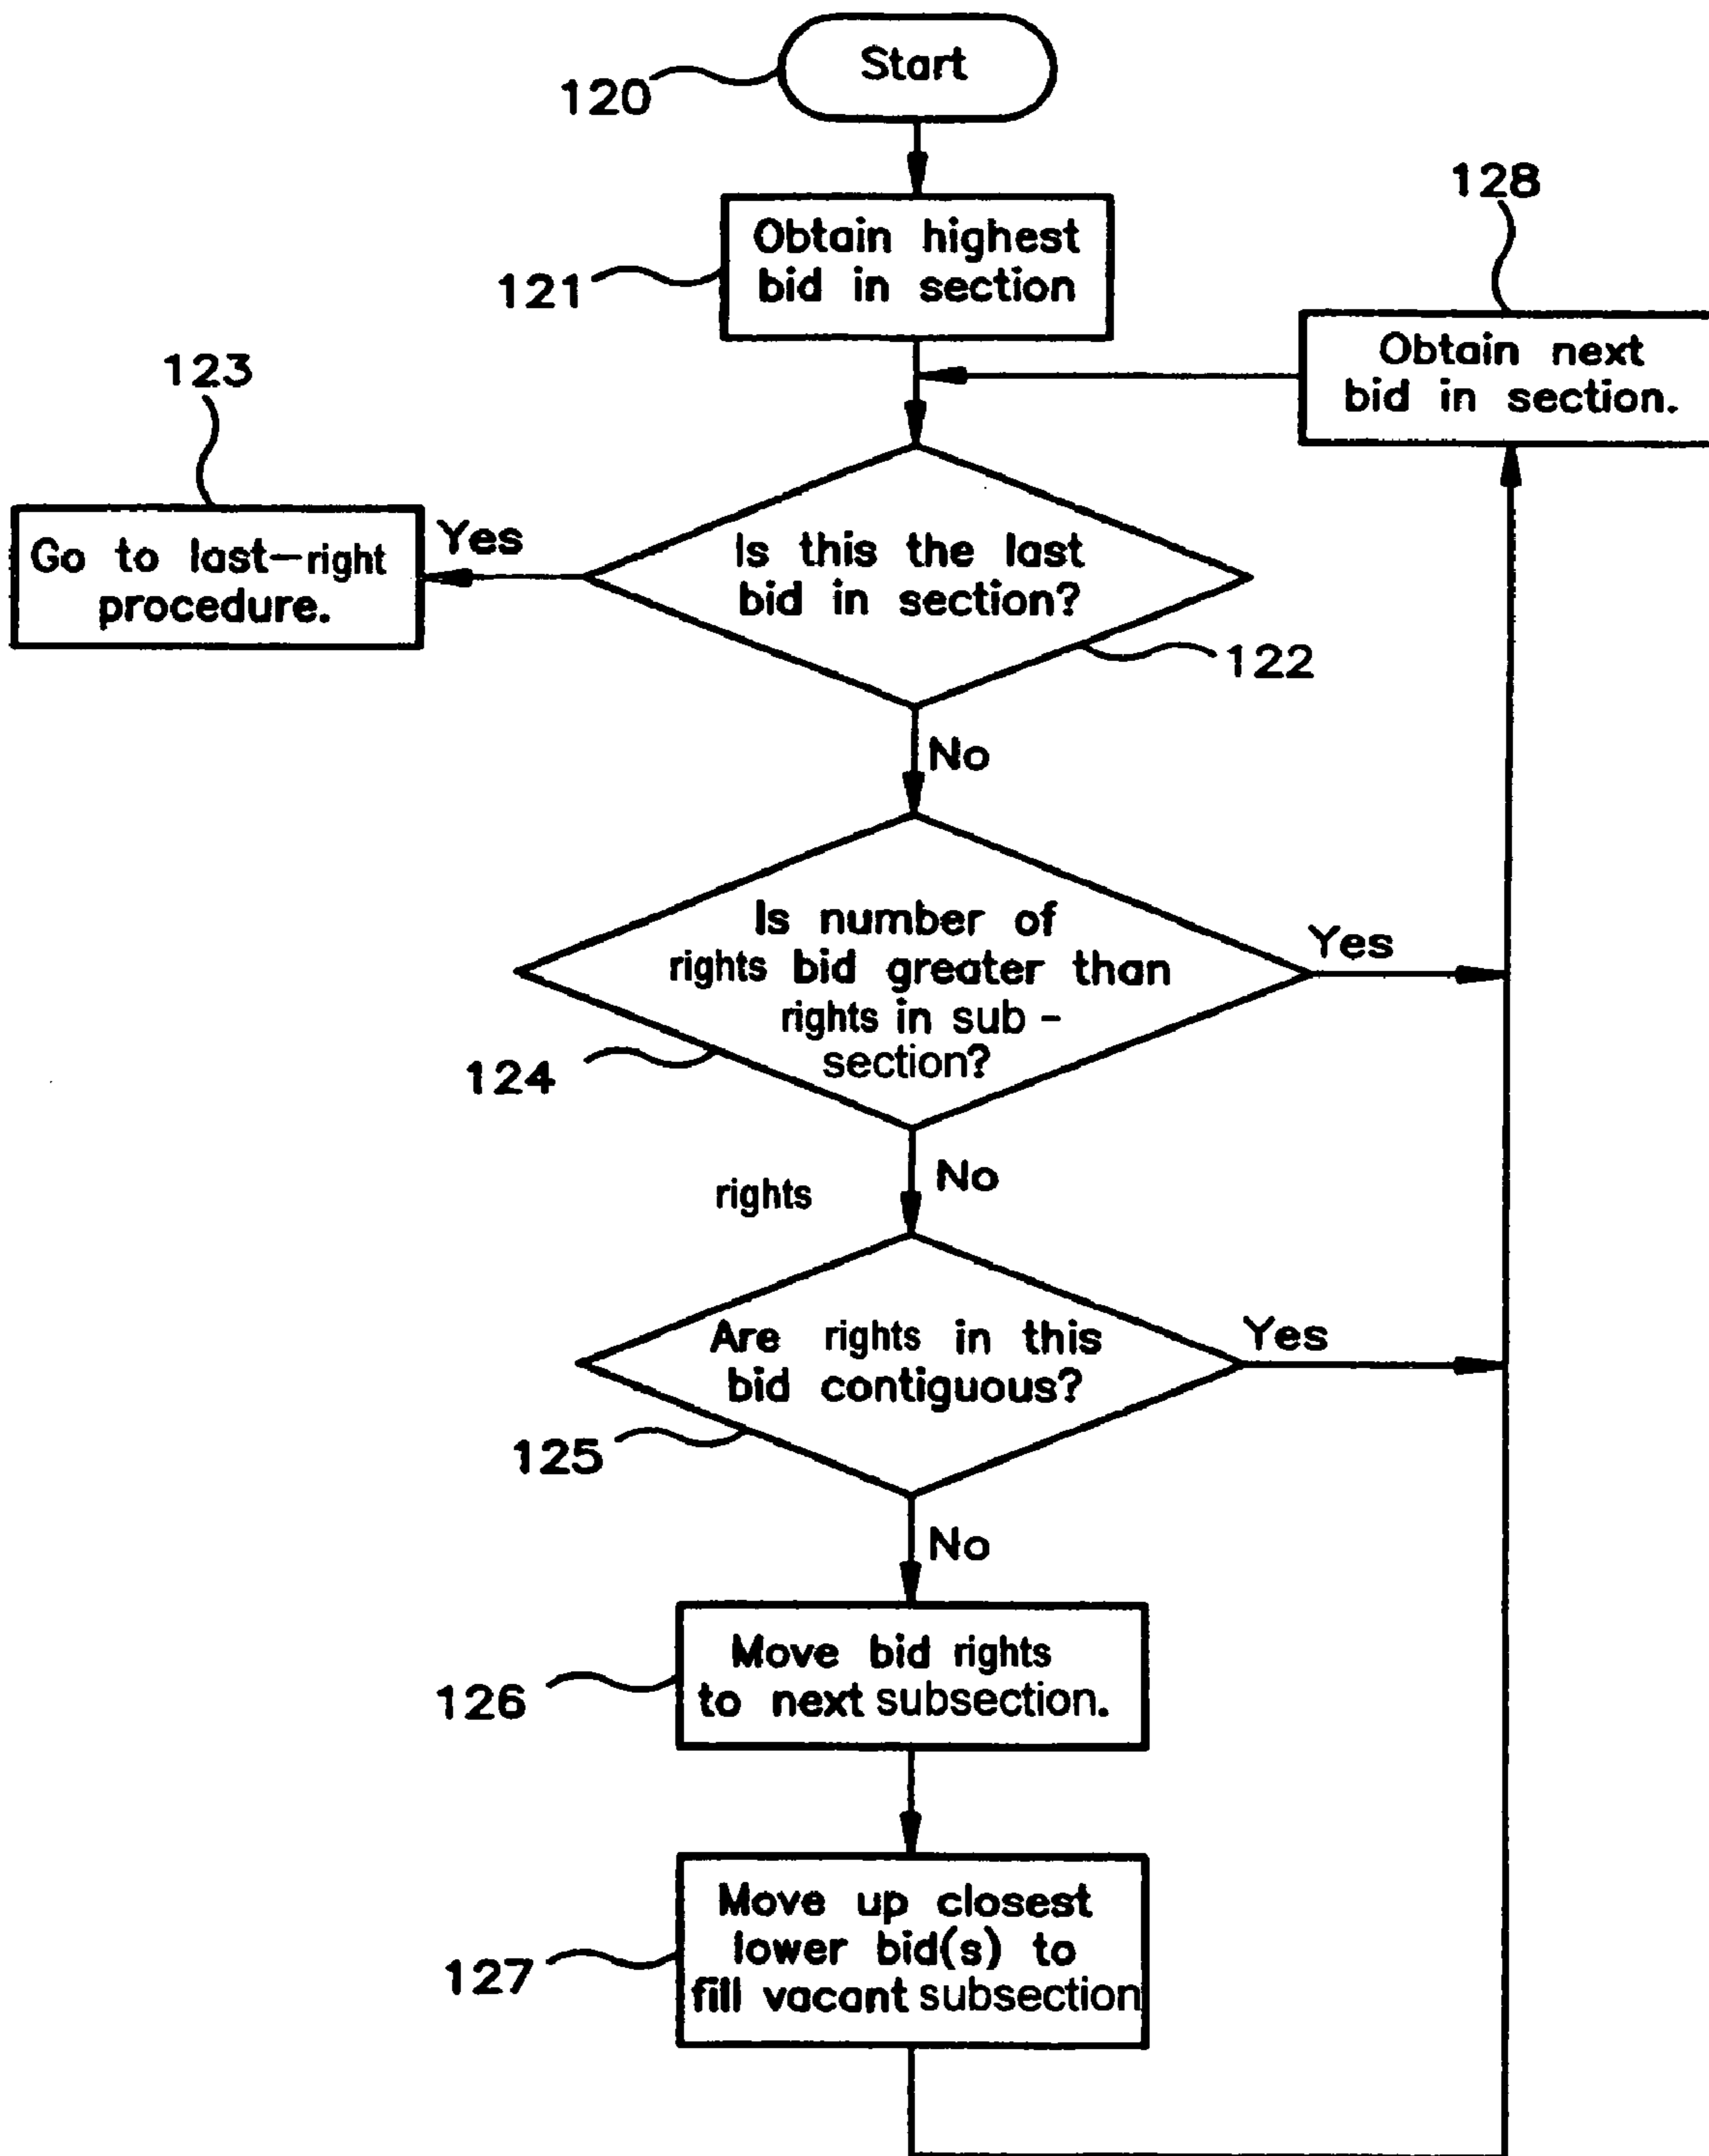 Start
120
128
Obtain highest
bid in section
121
Obtain next
bid in section.
123
Go to last-right
procedure.
Yes
Is this the last
bid in section?
122
No
Is number of
rights bid greater than
rights in sub -
section?
Yes
124
No
rights
Are rights in this
bid contiguous?
Yes
125
No
Move bid rights
to next subsection.
126
Move up closest
lower bid(s) to
fill vacant subsection
127